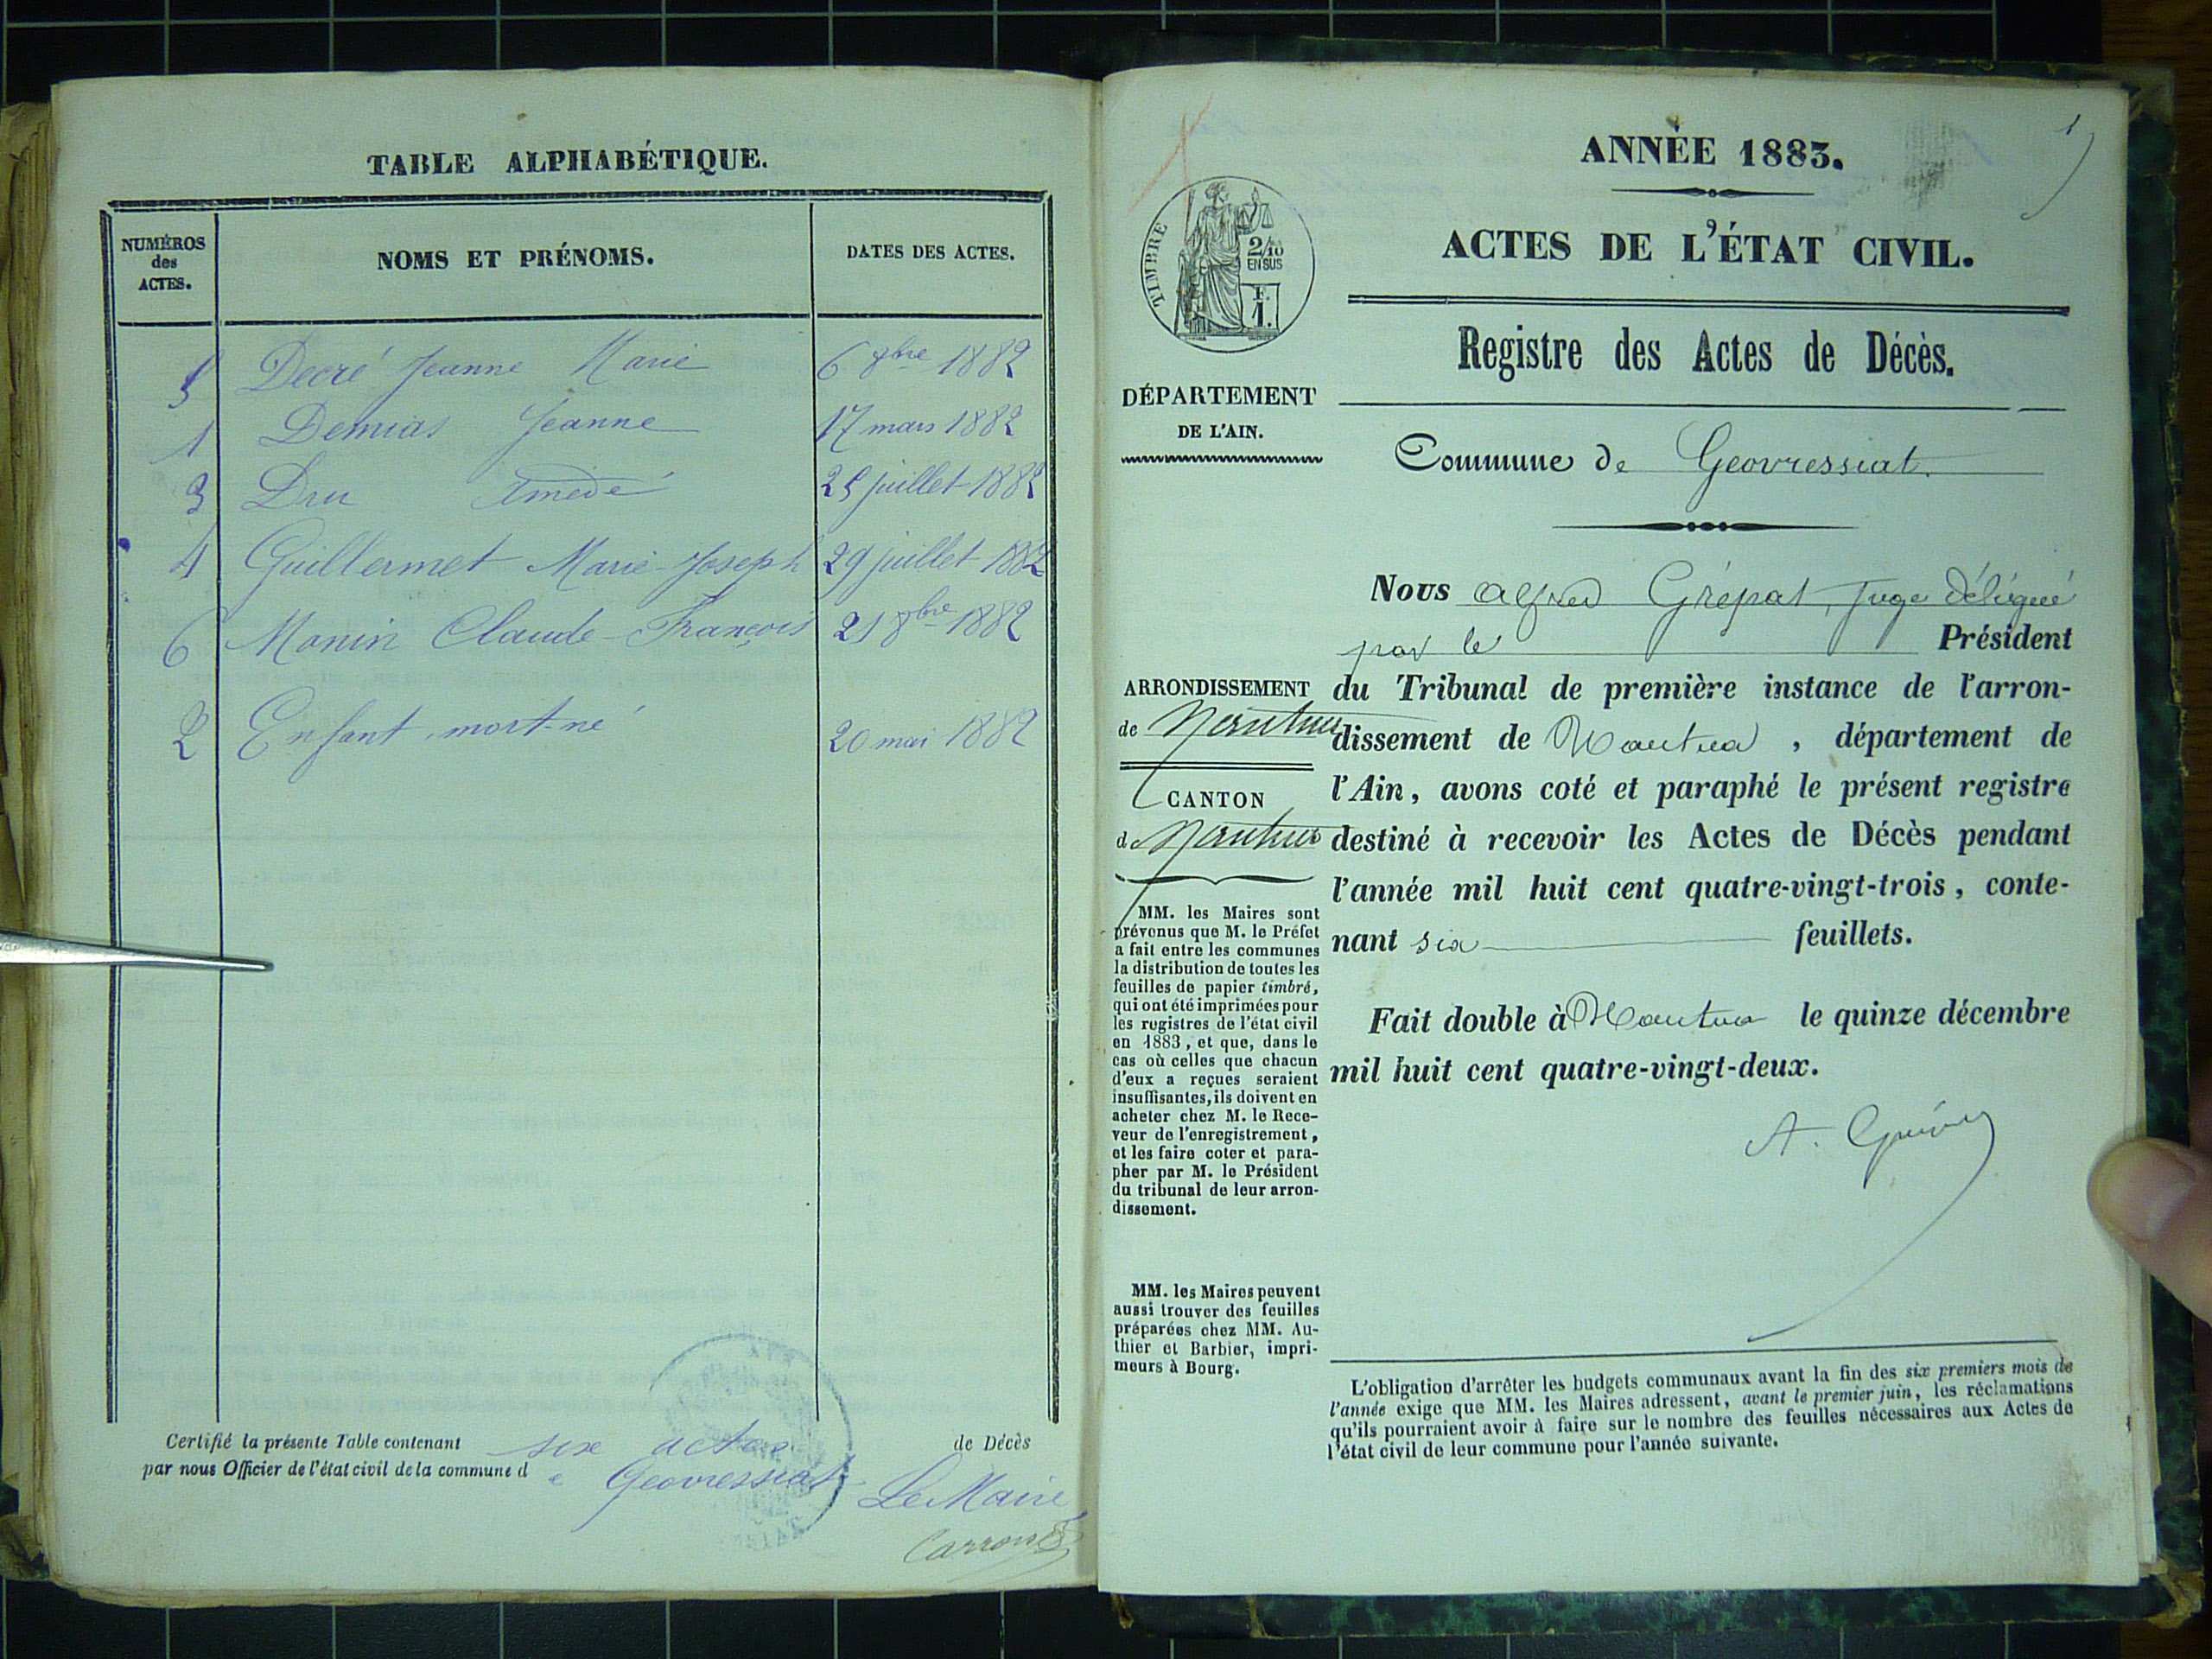 TABLE ALPHABÉTIQUE.
NUMÉROS
des
ACTES.
NOMS ET PRÉNOMS.
DATES DES ACTES.
5 Decré Jeanne Marie 6 8bre 1882
1 Demias Jeanne 17 mars 1882
3 Dru Amédé 25 juillet 1882
4 Guillermet Marie-Joseph 29 juillet 1882
6 Monin Claude-François 21 8bre 1882
2 Enfant mort-né 20 mai 1882
Certifié la présente Table contenant six actes de Décès
par nous Officier de l'état civil de la commune d e Geovressiat
Le Maire
ANNÉE 1883.
1
ACTES DE L'ÉTAT CIVIL.
Registre des Actes de Décès.
TIMBRE
2/10
EN SUS
F.
1.
DÉPARTEMENT
DE L'AIN.
Commune de Geovressiat.
Nous Alfred Grépat, Juge Délégué
par le Président
du Tribunal de première instance de l'arron-
dissement de Nantua, département de
l'Ain, avons coté et paraphé le présent registre
destiné à recevoir les Actes de Décès pendant
l'année mil huit cent quatre-vingt-trois, conte-
nant six feuillets.
Fait double à Nantua le quinze décembre
mil huit cent quatre-vingt-deux.
ARRONDISSEMENT
de Nantua
CANTON
de Nantua
MM. les Maires sont
prévenus que M. le Préfet
a fait entre les communes
la distribution de toutes les
feuilles de papier timbré,
qui ont été imprimées pour
les registres de l'état civil
en 1883, et que, dans le
cas où celles que chacun
d'eux a reçues seraient
insuffisantes, ils doivent en
acheter chez M. le Rece-
veur de l'enregistrement,
et les faire coter et para-
pher par M. le Président
du tribunal de leur arron-
dissement.
MM. les Maires peuvent
aussi trouver des feuilles
préparées chez MM. Au-
thier et Barbier, impri-
meurs à Bourg.
L'obligation d'arrêter les budgets communaux avant la fin des six premiers mois de
l'année exige que MM. les Maires adressent, avant le premier juin, les réclamations
qu'ils pourraient avoir à faire sur le nombre des feuilles nécessaires aux Actes de
l'état civil de leur commune pour l'année suivante.